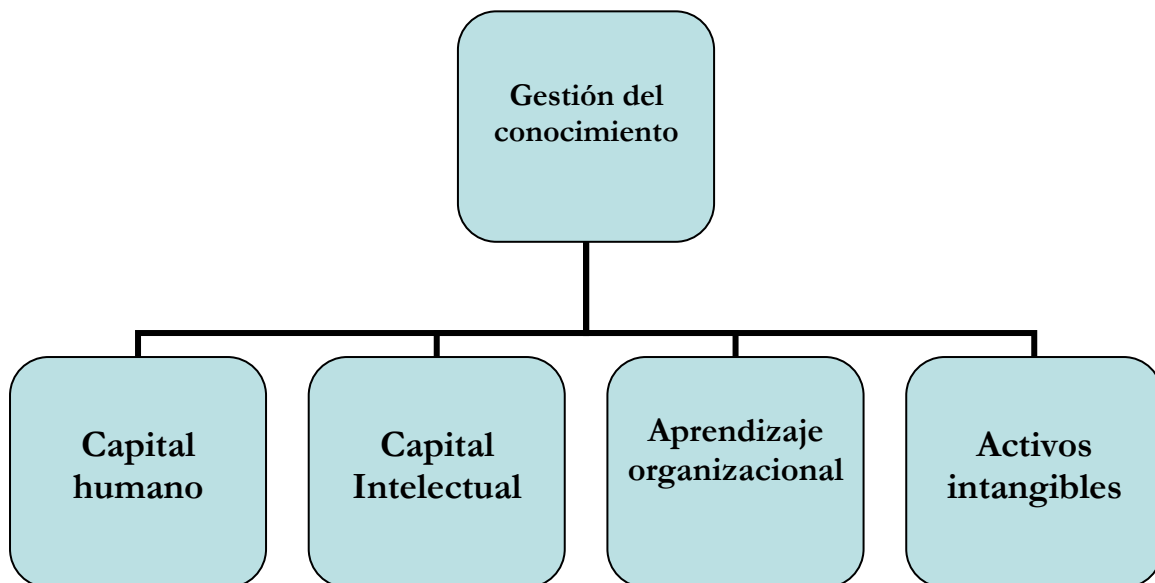 Gestión del
conocimiento
Capital
humano
Capital
Intelectual
Aprendizaje
organizacional
Activos
intangibles